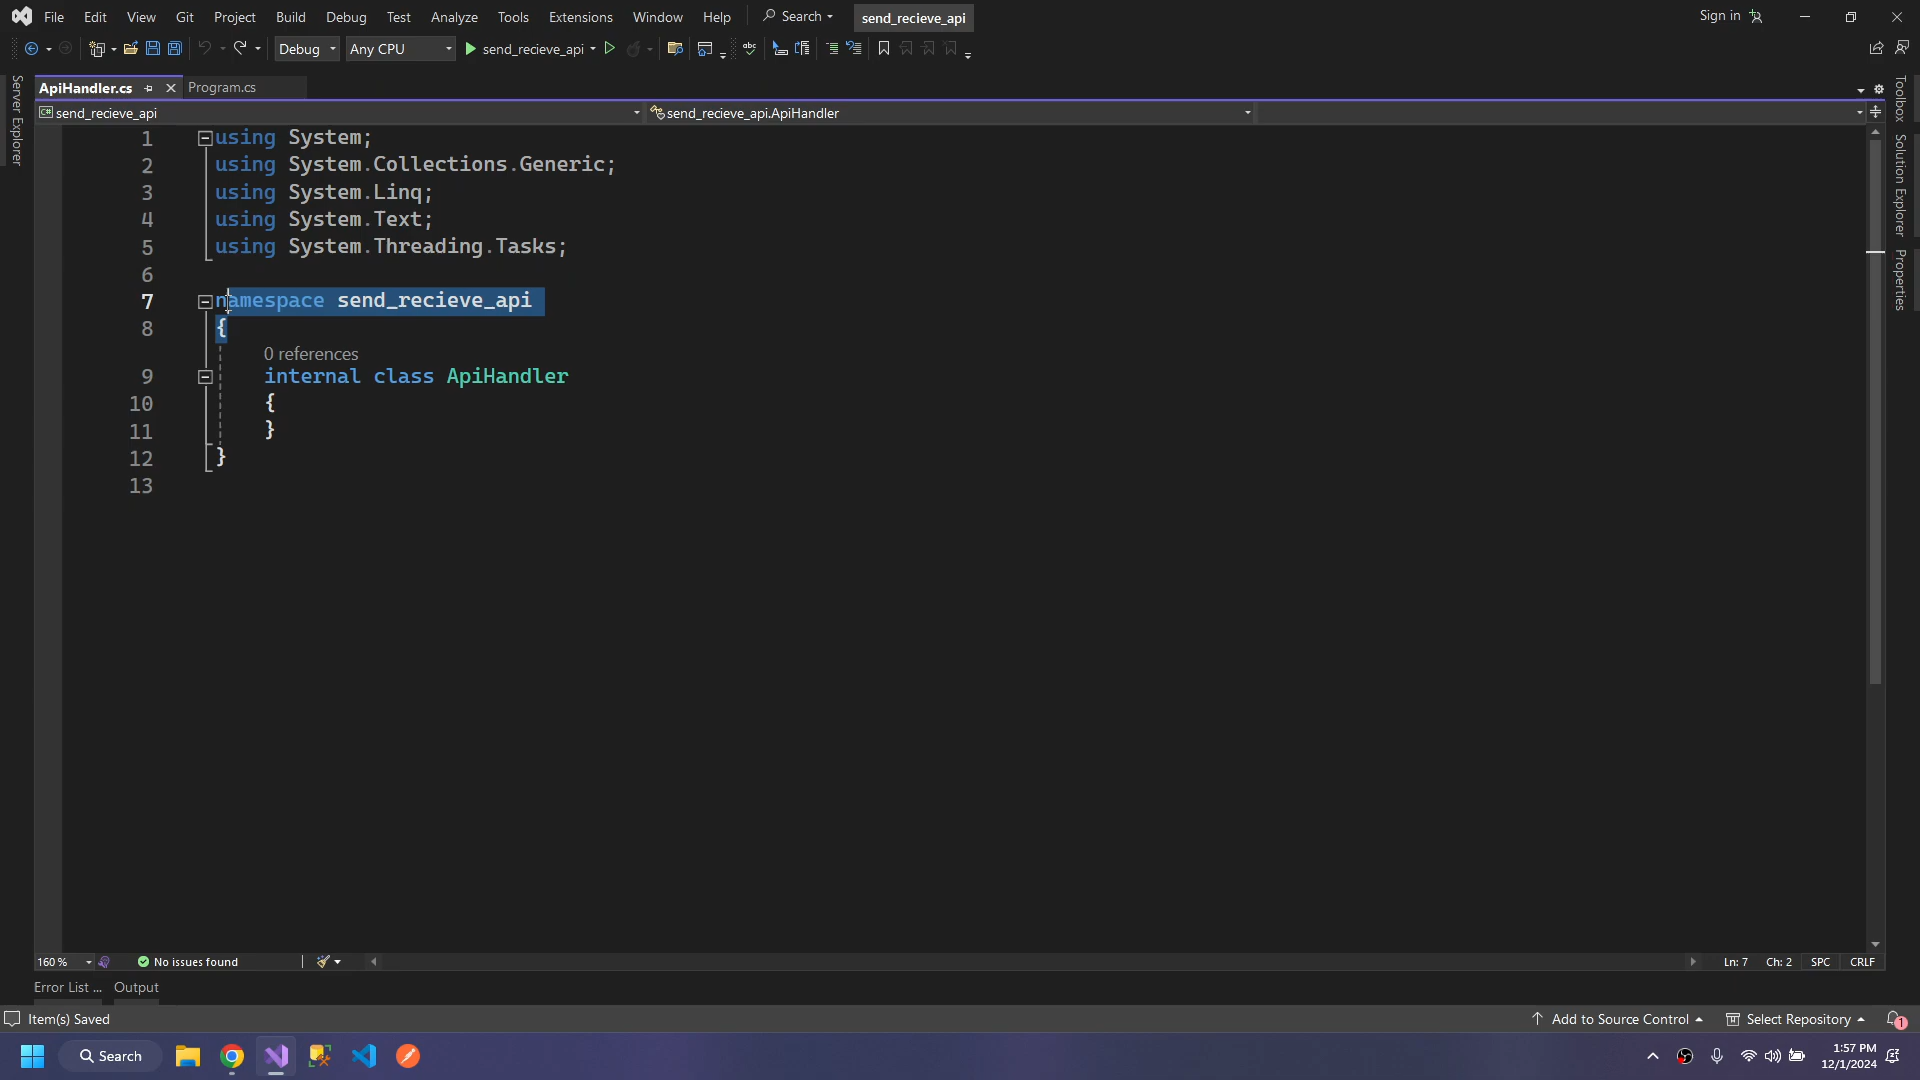 File Edit View Git Project Build Debug Test Analyze Tools Extensions Window Help Search send_recieve_api Sign in
Debug Any CPU send_recieve_api
ApiHandler.cs Program.cs
send_recieve_api send_recieve_api.ApiHandler
Server Explorer
Toolbox
Solution Explorer
Properties
1 using System;
2 using System.Collections.Generic;
3 using System.Linq;
4 using System.Text;
5 using System.Threading.Tasks;
6
7 namespace send_recieve_api
8 {
0 references
9 internal class ApiHandler
10 {
11 }
12 }
13
160 % No issues found Ln: 7 Ch: 2 SPC CRLF
Error List ... Output
Item(s) Saved Add to Source Control Select Repository 1
Search 1:57 PM
12/1/2024